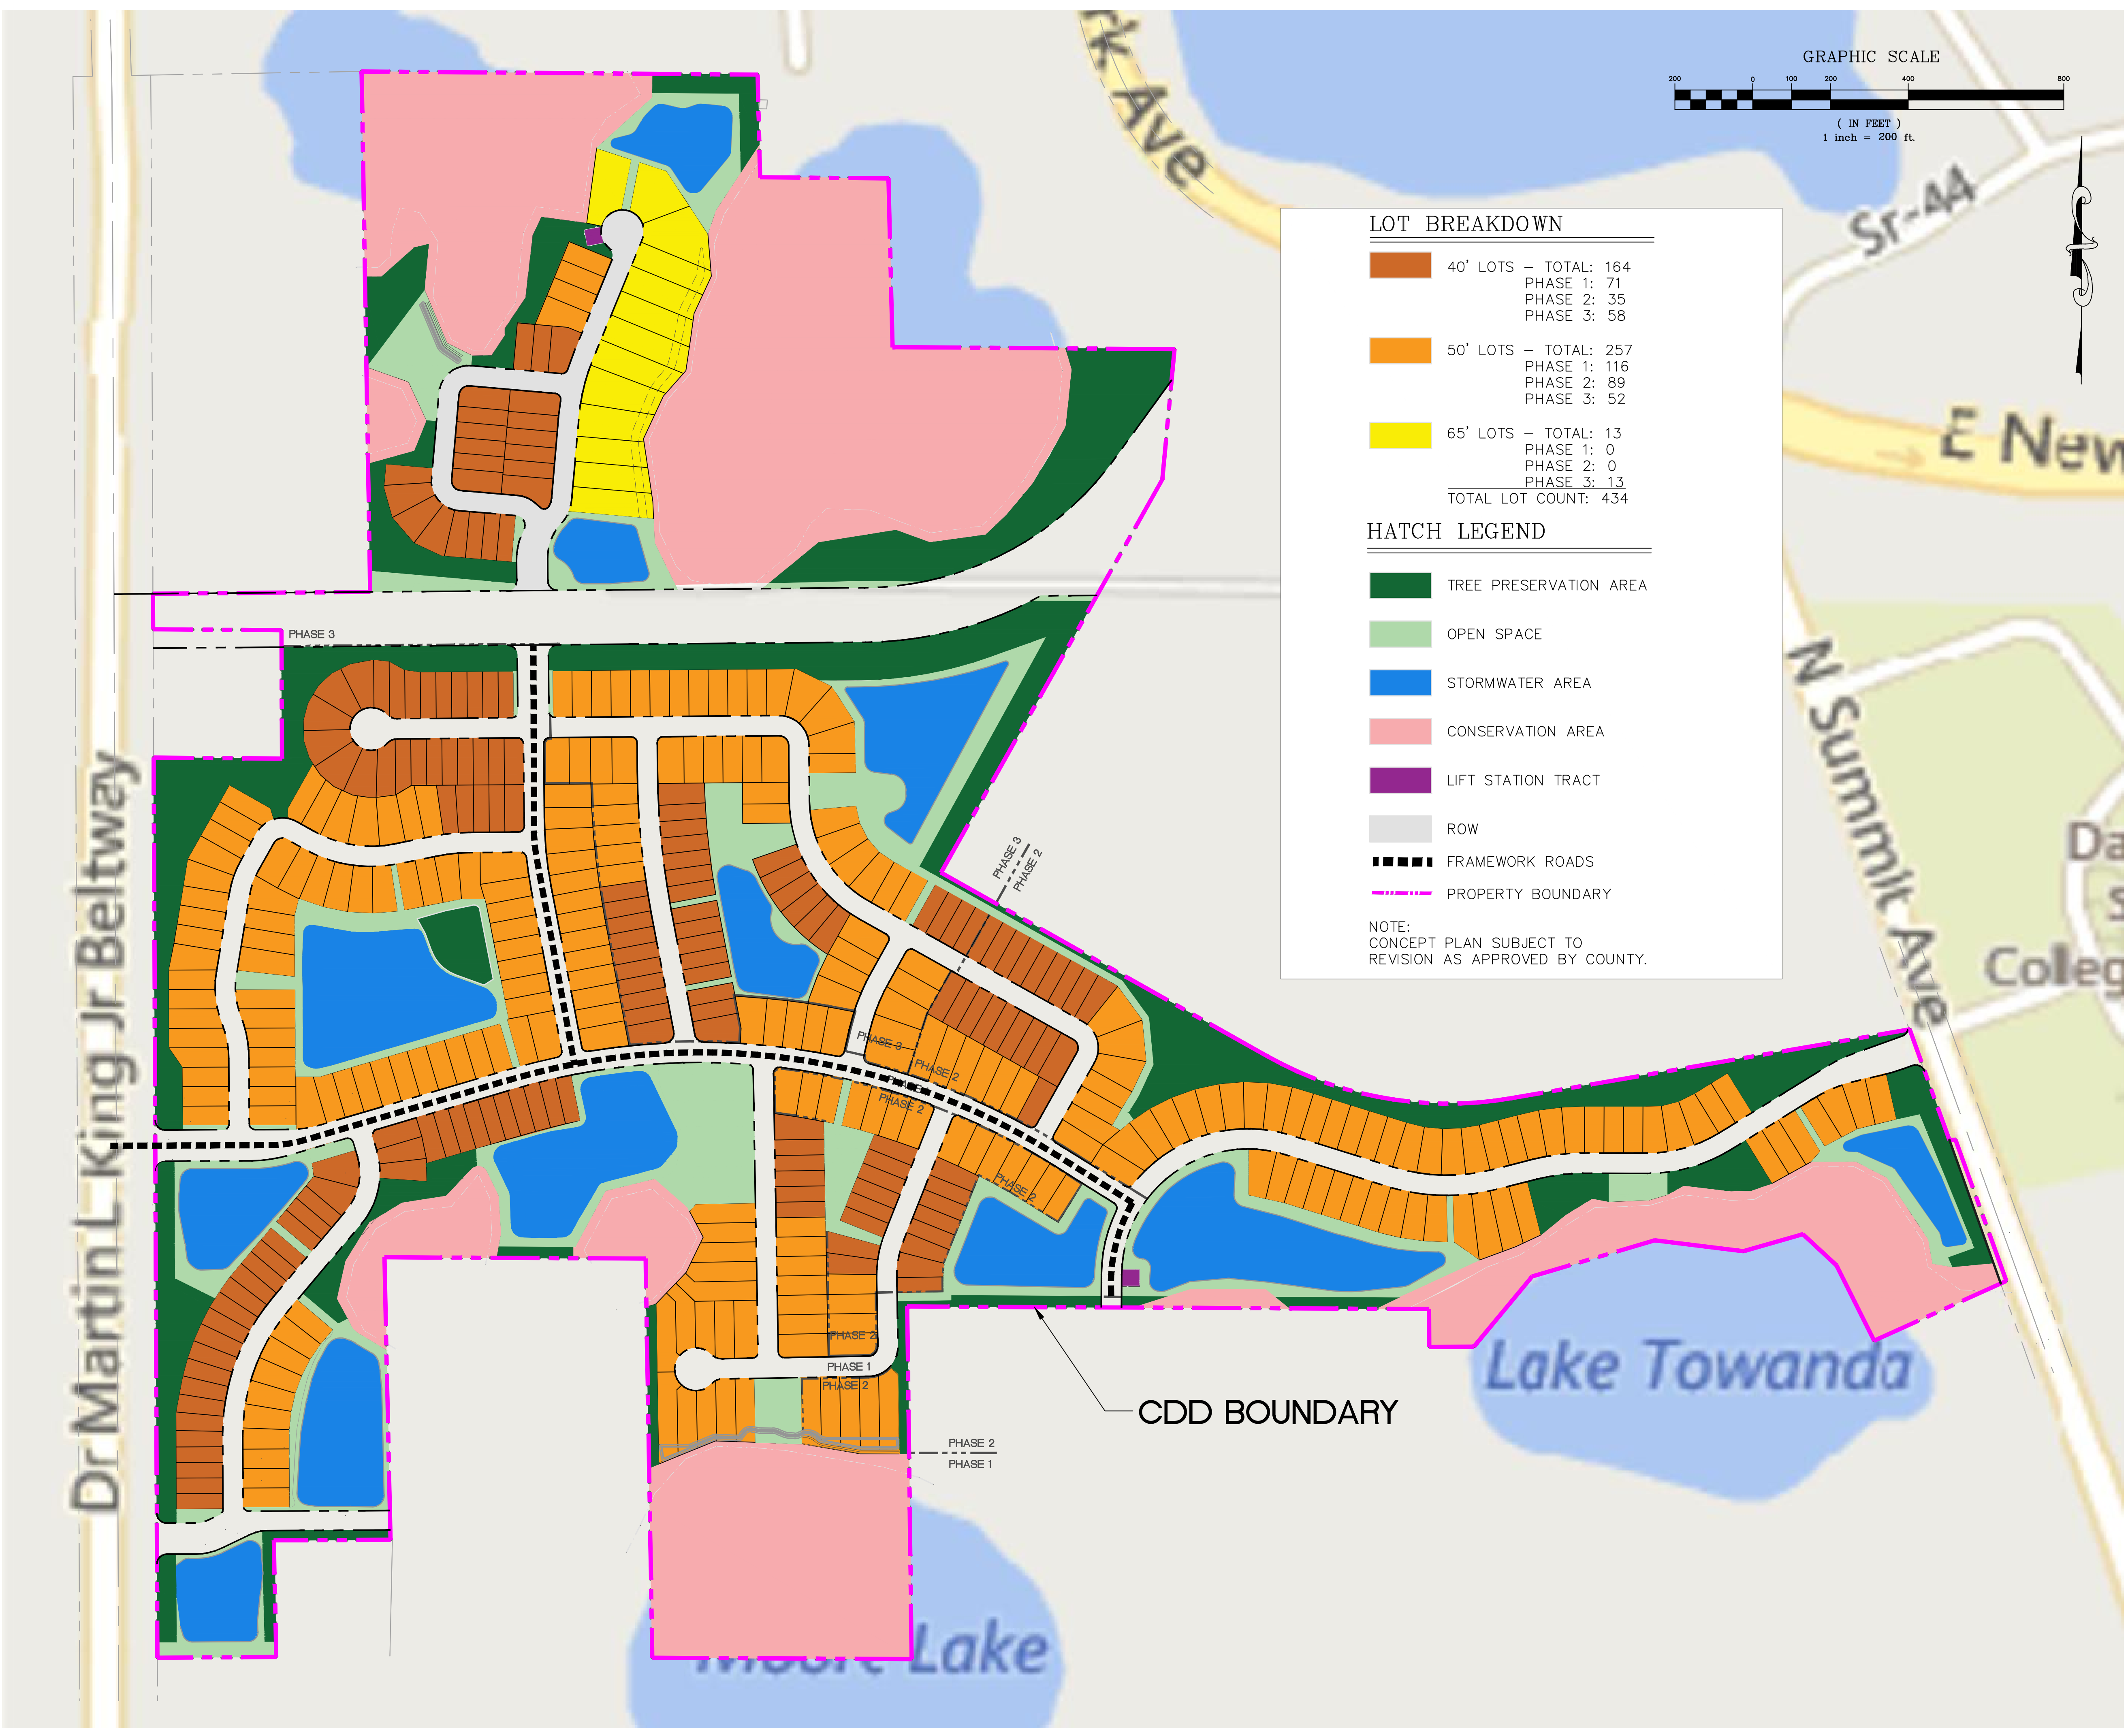 GRAPHIC SCALE
200 0 100 200 400 800
( IN FEET )
1 inch = 200 ft.
rk Ave
Sr-44
E New
N Summit Ave
Da
S
Colleg
Dr Martin L King Jr Beltway
LOT BREAKDOWN
40' LOTS - TOTAL: 164
PHASE 1: 71
PHASE 2: 35
PHASE 3: 58
50' LOTS - TOTAL: 257
PHASE 1: 116
PHASE 2: 89
PHASE 3: 52
65' LOTS - TOTAL: 13
PHASE 1: 0
PHASE 2: 0
PHASE 3: 13
TOTAL LOT COUNT: 434
HATCH LEGEND
TREE PRESERVATION AREA
OPEN SPACE
STORMWATER AREA
CONSERVATION AREA
LIFT STATION TRACT
ROW
FRAMEWORK ROADS
PROPERTY BOUNDARY
NOTE:
CONCEPT PLAN SUBJECT TO
REVISION AS APPROVED BY COUNTY.
PHASE 3
PHASE 3
PHASE 2
PHASE 3
PHASE 2
PHASE 2
PHASE 2
PHASE 2
PHASE 1
PHASE 2
PHASE 2
PHASE 1
CDD BOUNDARY
Lake Towanda
Lake